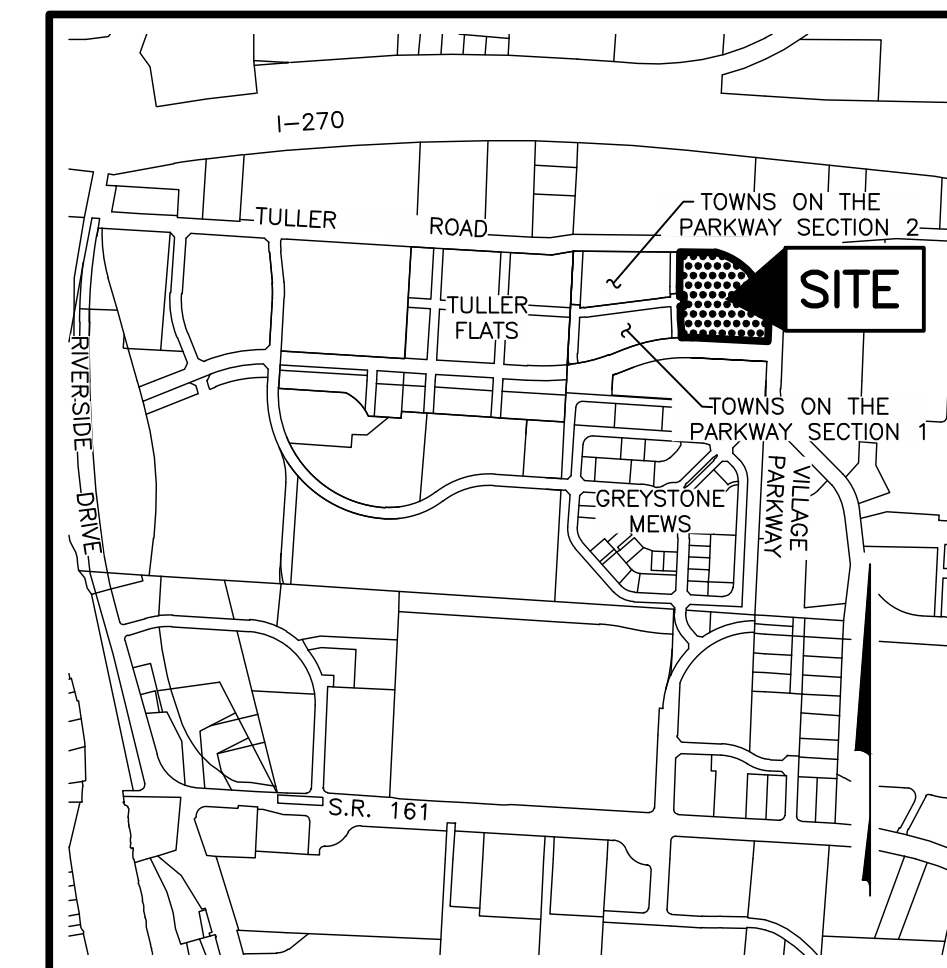 I-270
TOWNS ON THE
PARKWAY SECTION 2
TULLER ROAD
SITE
TULLER
FLATS
RIVERSIDE DRIVE
TOWNS ON THE
PARKWAY SECTION 1
VILLAGE
PARKWAY
GREYSTONE
MEWS
S.R. 161